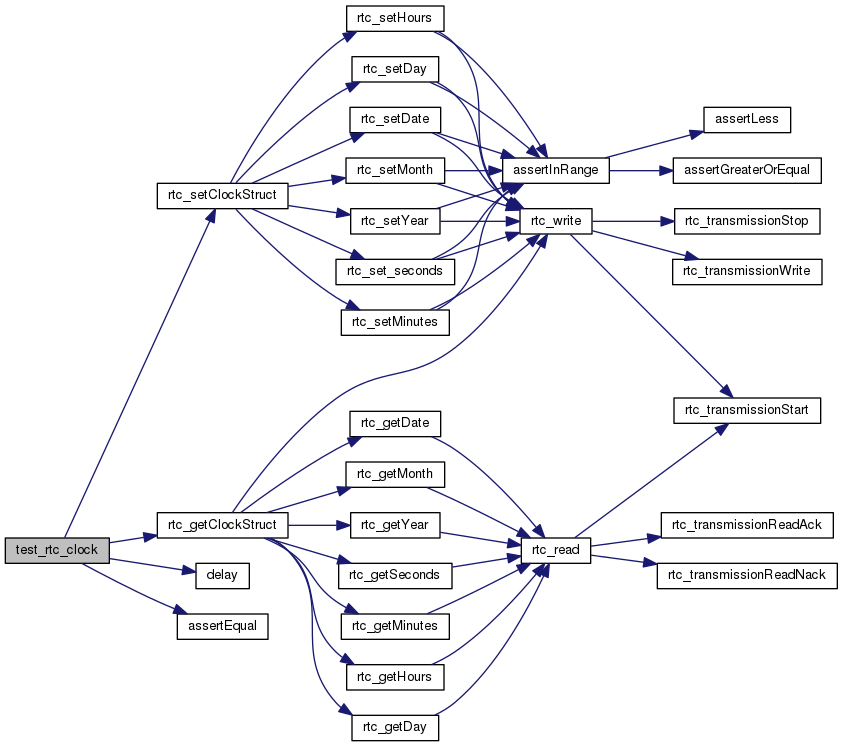 rtc_setHours
rtc_setDay
rtc_setDate
assertLess
rtc_setMonth
assertInRange
assertGreaterOrEqual
rtc_setClockStruct
rtc_setYear
rtc_write
rtc_transmissionStop
rtc_set_seconds
rtc_transmissionWrite
rtc_setMinutes
rtc_transmissionStart
rtc_getDate
rtc_getMonth
rtc_getClockStruct
rtc_getYear
rtc_transmissionReadAck
test_rtc_clock
rtc_read
delay
rtc_getSeconds
rtc_transmissionReadNack
assertEqual
rtc_getMinutes
rtc_getHours
rtc_getDay